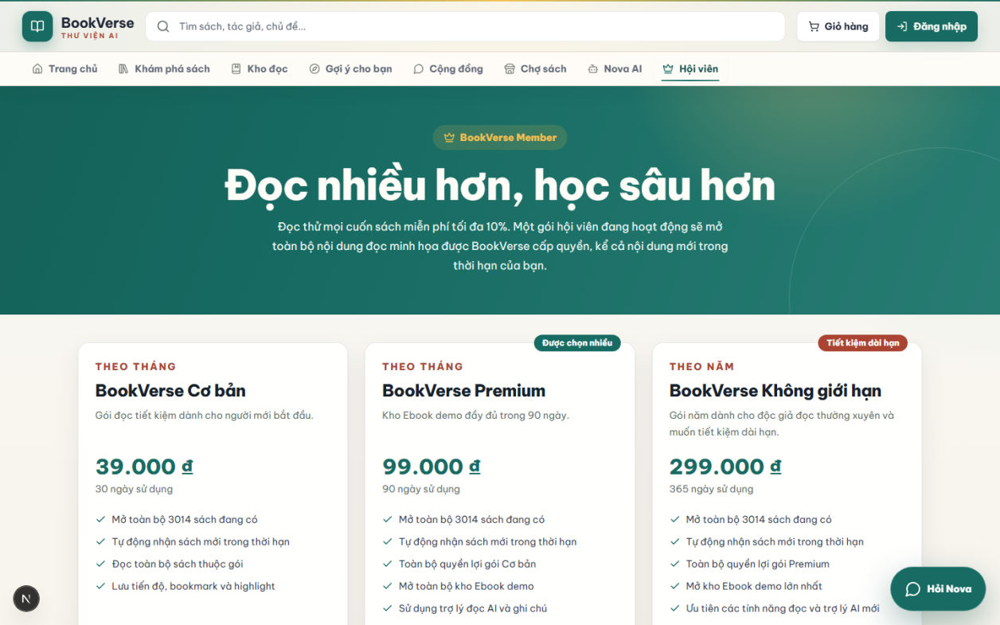 BookVerse
THƯ VIỆN AI
Tìm sách, tác giả, chủ đề...
Giỏ hàng
Đăng nhập
Trang chủ
Khám phá sách
Kho đọc
Gợi ý cho bạn
Cộng đồng
Chợ sách
Nova AI
Hội viên
BookVerse Member
Đọc nhiều hơn, học sâu hơn
Đọc thử mọi cuốn sách miễn phí tối đa 10%. Một gói hội viên đang hoạt động sẽ mở
toàn bộ nội dung đọc minh họa được BookVerse cấp quyền, kể cả nội dung mới trong
thời hạn của bạn.
THEO THÁNG
BookVerse Cơ bản
Gói đọc tiết kiệm dành cho người mới bắt đầu.
39.000 ₫
30 ngày sử dụng
Mở toàn bộ 3014 sách đang có
Tự động nhận sách mới trong thời hạn
Đọc toàn bộ sách thuộc gói
Lưu tiến độ, bookmark và highlight
Được chọn nhiều
THEO THÁNG
BookVerse Premium
Kho Ebook demo đầy đủ trong 90 ngày.
99.000 ₫
90 ngày sử dụng
Mở toàn bộ 3014 sách đang có
Tự động nhận sách mới trong thời hạn
Toàn bộ quyền lợi gói Cơ bản
Mở toàn bộ kho Ebook demo
Sử dụng trợ lý đọc AI và ghi chú
Tiết kiệm dài hạn
THEO NĂM
BookVerse Không giới hạn
Gói năm dành cho độc giả đọc thường xuyên và
muốn tiết kiệm dài hạn.
299.000 ₫
365 ngày sử dụng
Mở toàn bộ 3014 sách đang có
Tự động nhận sách mới trong thời hạn
Toàn bộ quyền lợi gói Premium
Mở kho Ebook demo lớn nhất
Ưu tiên các tính năng đọc và trợ lý AI mới
N
Hỏi Nova